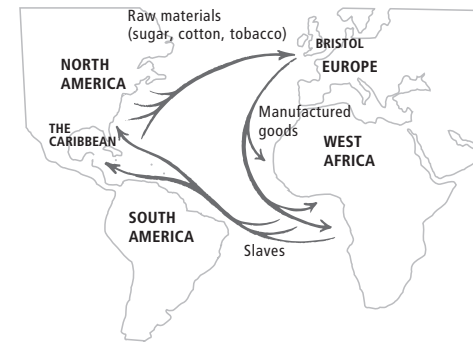 Raw materials
(sugar, cotton, tobacco)
BRISTOL
EUROPE
NORTH
AMERICA
THE
CARIBBEAN
Manufactured
goods
WEST
AFRICA
SOUTH
AMERICA
Slaves